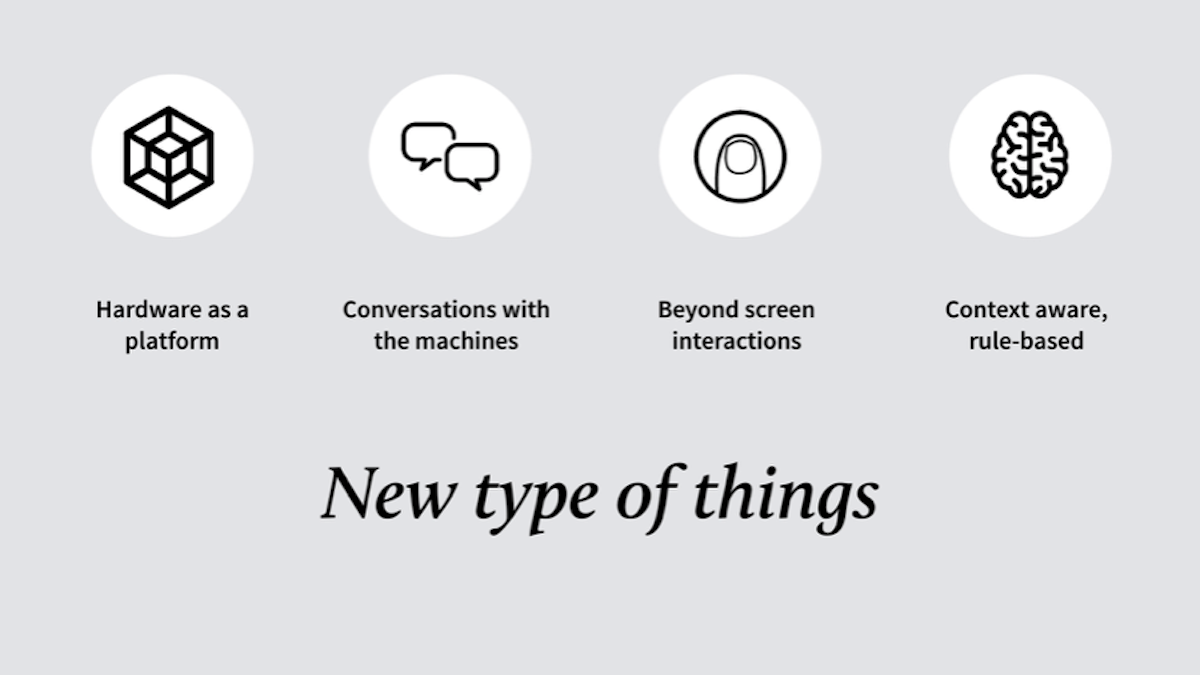 Hardware as a
platform
Conversations with
the machines
Beyond screen
interactions
Context aware,
rule-based
New type of things